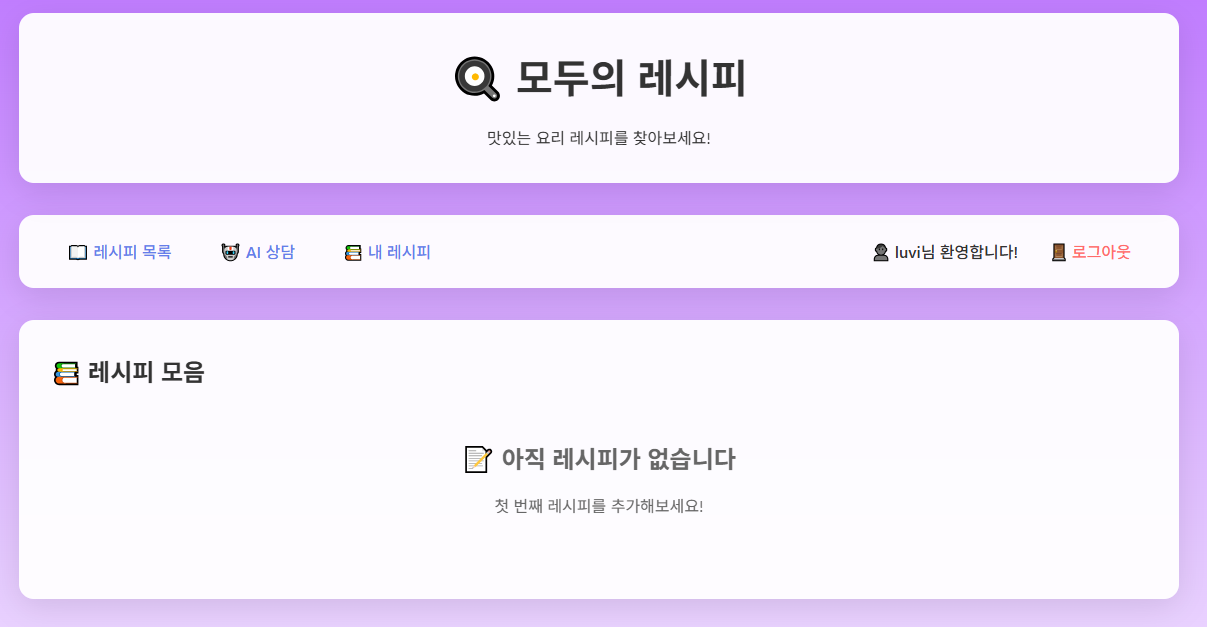 모두의 레시피
맛있는 요리 레시피를 찾아보세요!
레시피 목록 AI 상담 내 레시피 luvi님 환영합니다! 로그아웃
레시피 모음
아직 레시피가 없습니다
첫 번째 레시피를 추가해보세요!